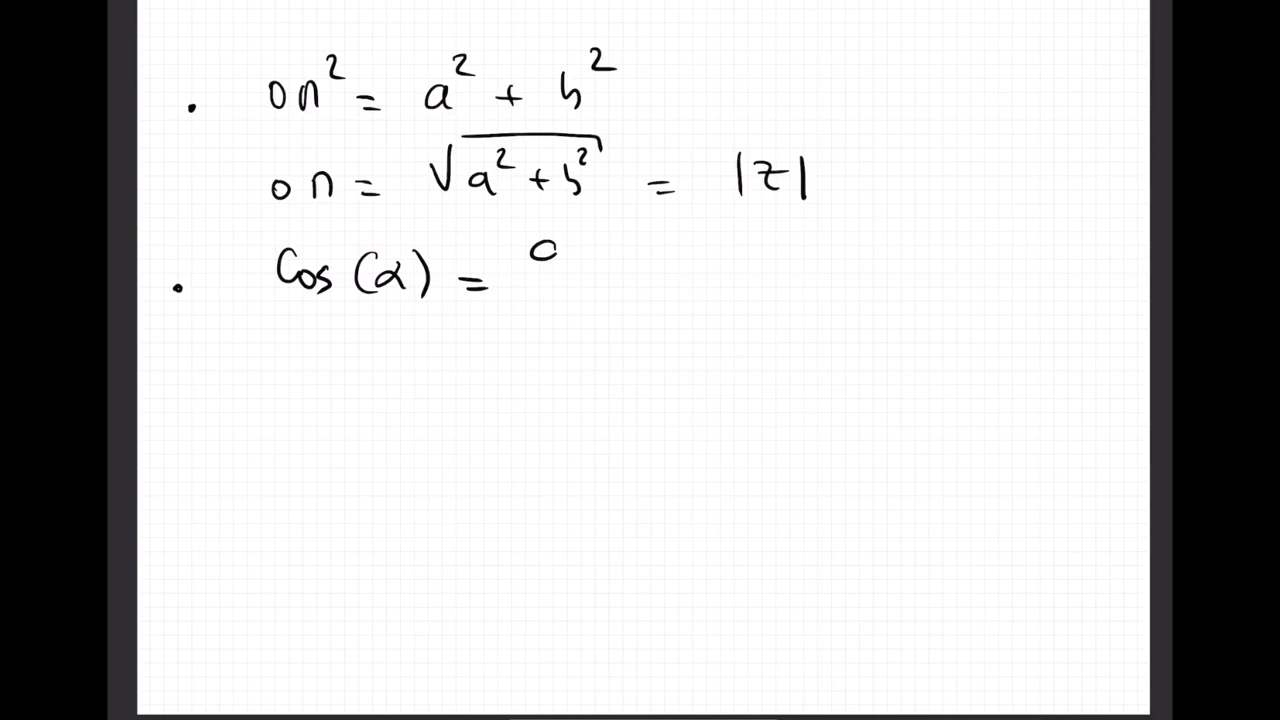 . on² = a² + b²
on = √a² + b² = |z|
. Cos (α) =